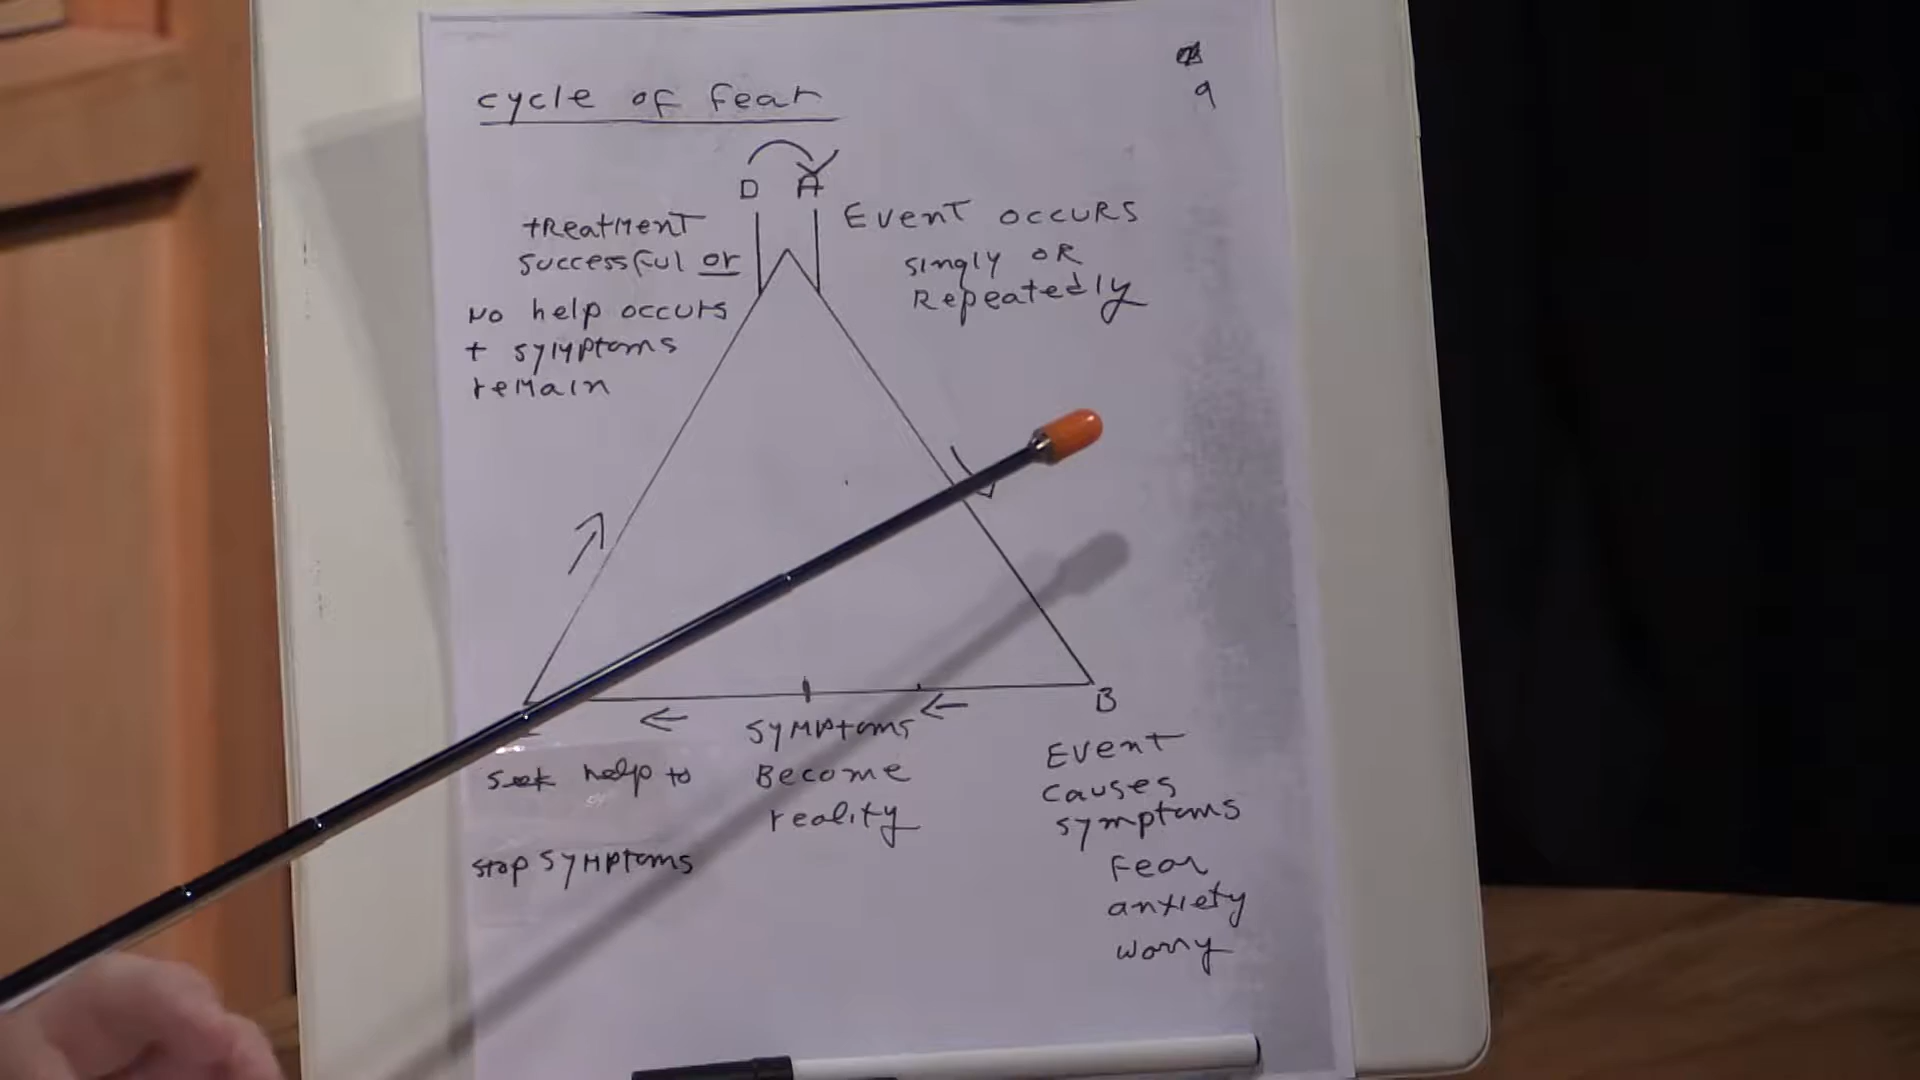 cycle of fear
9
D A
treatment
successful or
No help occurs
+ symptoms
remain
Event occurs
singly or
Repeatedly
B
Seek help to
stop symptoms
symptoms
Become
reality
Event
causes
symptoms
Fear
anxiety
worry